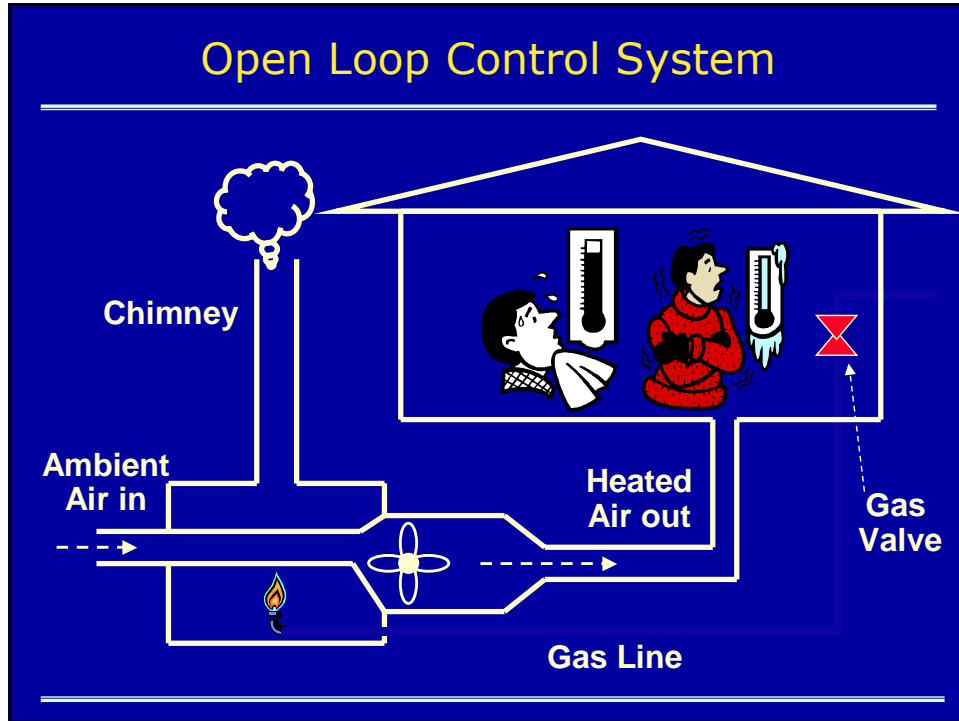 Open Loop Control System
Chimney
Ambient
Air in
Heated
Air out
Gas
Valve
Gas Line